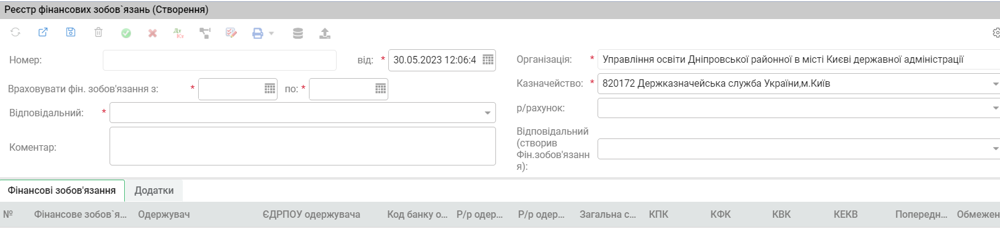 Реєстр фінансових зобов`язань (Створення)
Дт
Кт
Номер:
від: * 30.05.2023 12:06:4
Організація: * Управління освіти Дніпровської районної в місті Києві державної адміністрації
Враховувати фін. зобов'язання з: *
по: *
Казначейство: * 820172 Держказначейська служба України,м.Київ
Відповідальний: *
р/рахунок:
Коментар:
Відповідальний
(створив
Фін.зобов'язанн
я):
Фінансові зобов'язання
Додатки
№ Фінансове зобов`я... Одержувач ЄДРПОУ одержувача Код банку о... Р/р одер... Р/р одер... Загальна с... КПК КФК КВК КЕКВ Попередн... Обмежен